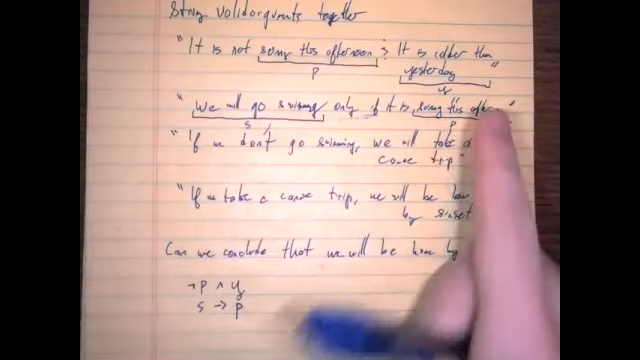 String valid arguments together
"It is not sunny this afternoon & It is colder than
yesterday"
p
y
"We will go swimming only if it is sunny this after
s
p
"If we don't go swimming, we will take a
canoe trip"
"If we take a canoe trip, we will be home
by sunset
Can we conclude that we will be home by
¬p ∧ y
s → p